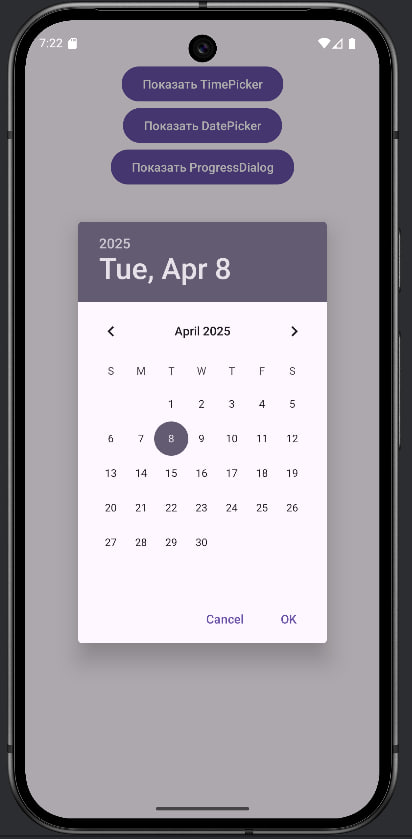 7:22
Показать TimePicker
Показать DatePicker
Показать ProgressDialog
2025
Tue, Apr 8
April 2025
S M T W T F S
1 2 3 4 5
6 7 8 9 10 11 12
13 14 15 16 17 18 19
20 21 22 23 24 25 26
27 28 29 30
Cancel OK